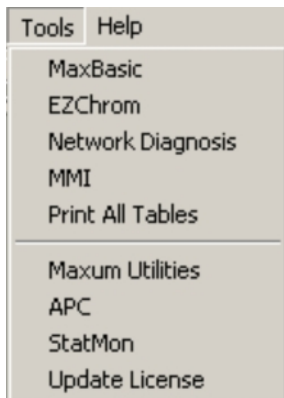 Tools Help
MaxBasic
EZChrom
Network Diagnosis
MMI
Print All Tables
Maxum Utilities
APC
StatMon
Update License